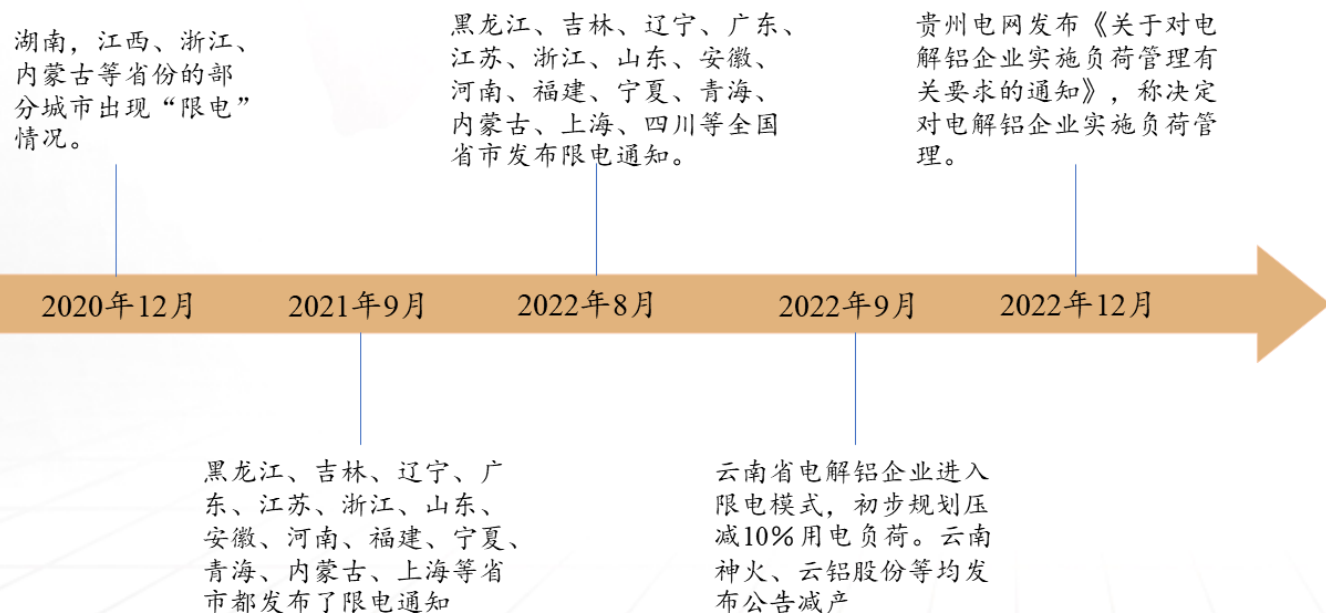 湖南，江西、浙江、
内蒙古等省份的部
分城市出现“限电”
情况。
黑龙江、吉林、辽宁、广东、
江苏、浙江、山东、安徽、
河南、福建、宁夏、青海、
内蒙古、上海、四川等全国
省市发布限电通知。
贵州电网发布《关于对电
解铝企业实施负荷管理有
关要求的通知》，称决定
对电解铝企业实施负荷管
理。
2020年12月
2021年9月
2022年8月
2022年9月
2022年12月
黑龙江、吉林、辽宁、广
东、江苏、浙江、山东、
安徽、河南、福建、宁夏、
青海、内蒙古、上海等省
市都发布了限电通知
云南省电解铝企业进入
限电模式，初步规划压
减10%用电负荷。云南
神火、云铝股份等均发
布公告减产